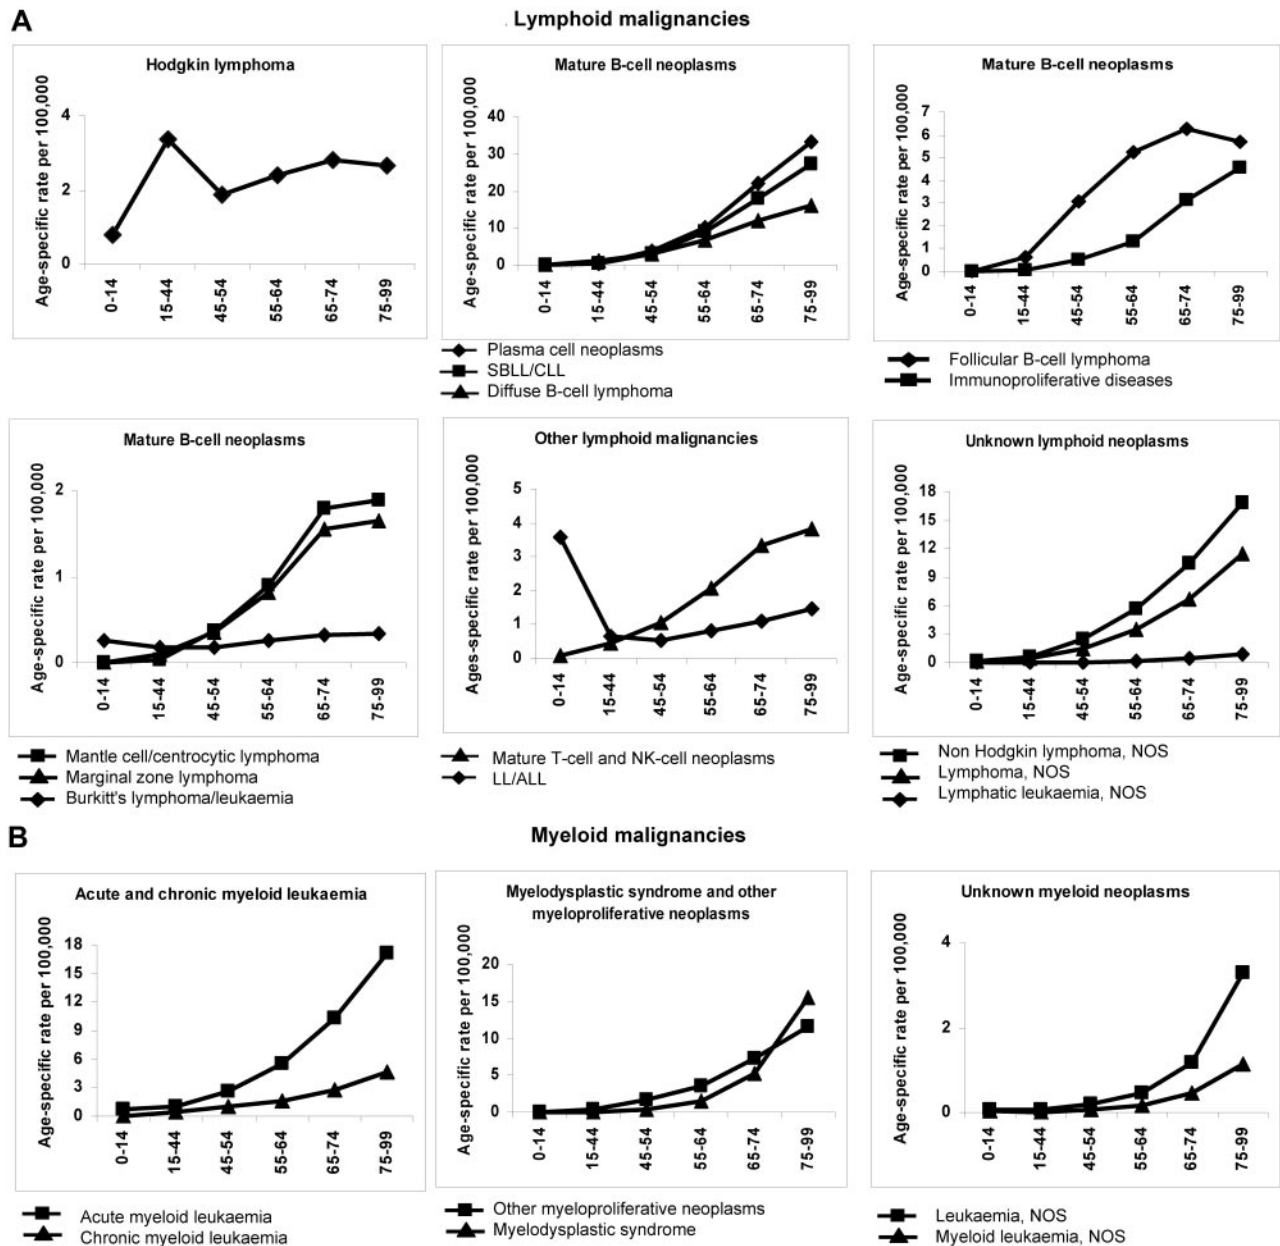 A
Lymphoid malignancies
Hodgkin lymphoma
Age-specific rate per 100,000
4
2
0
0-14
15-44
45-54
55-64
65-74
75-99
Mature B-cell neoplasms
Age-specific rate per 100,000
40
30
20
10
0
0-14
15-44
45-54
55-64
65-74
75-99
Plasma cell neoplasms
SBLL/CLL
Diffuse B-cell lymphoma
Mature B-cell neoplasms
Age-specific rate per 100,000
7
6
5
4
3
2
1
0
0-14
15-44
45-54
55-64
65-74
75-99
Follicular B-cell lymphoma
Immunoproliferative diseases
Mature B-cell neoplasms
Age-specific rate per 100,000
2
1
0
0-14
15-44
45-54
55-64
65-74
75-99
Mantle cell/centrocytic lymphoma
Marginal zone lymphoma
Burkitt's lymphoma/leukaemia
Other lymphoid malignancies
Ages-specific rate per 100,000
5
4
3
2
1
0
0-14
15-44
45-54
55-64
65-74
75-99
Mature T-cell and NK-cell neoplasms
LL/ALL
Unknown lymphoid neoplasms
Age-specific rate per 100,000
18
15
12
9
6
3
0
0-14
15-44
45-54
55-64
65-74
75-99
Non Hodgkin lymphoma, NOS
Lymphoma, NOS
Lymphatic leukaemia, NOS
B
Myeloid malignancies
Acute and chronic myeloid leukaemia
Age-specific rate per 100,000
18
15
12
9
6
3
0
0-14
15-44
45-54
55-64
65-74
75-99
Acute myeloid leukaemia
Chronic myeloid leukaemia
Myelodysplastic syndrome and other
myeloproliferative neoplasms
Age-specific rate per 100,000
20
15
10
5
0
0-14
15-44
45-54
55-64
65-74
75-99
Other myeloproliferative neoplasms
Myelodysplastic syndrome
Unknown myeloid neoplasms
Age-specific rate per 100,000
4
2
0
0-14
15-44
45-54
55-64
65-74
75-99
Leukaemia, NOS
Myeloid leukaemia, NOS